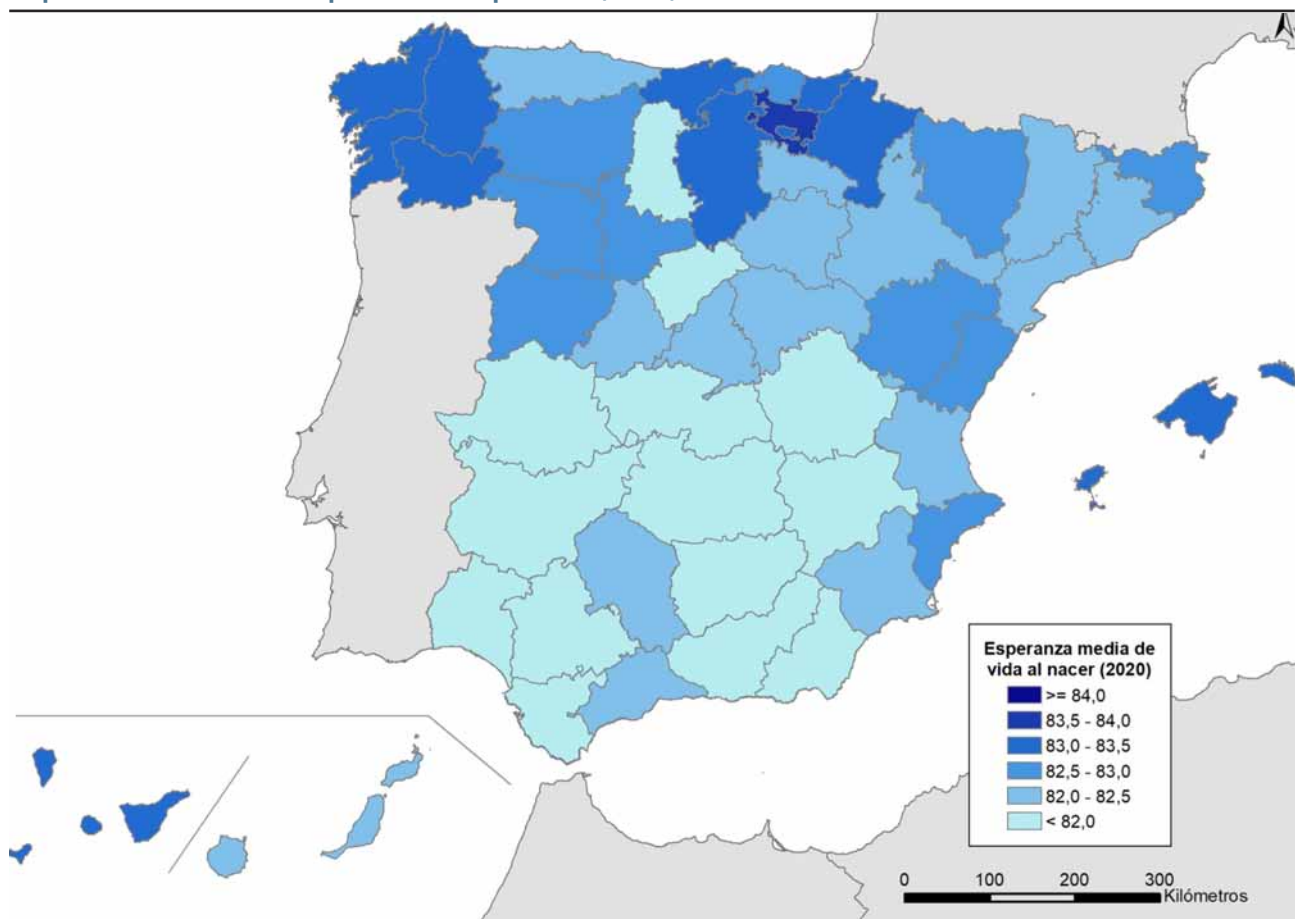 Esperanza media de
vida al nacer (2020)
>= 84,0
83,5 - 84,0
83,0 - 83,5
82,5 - 83,0
82,0 - 82,5
< 82,0
0 100 200 300
Kilómetros